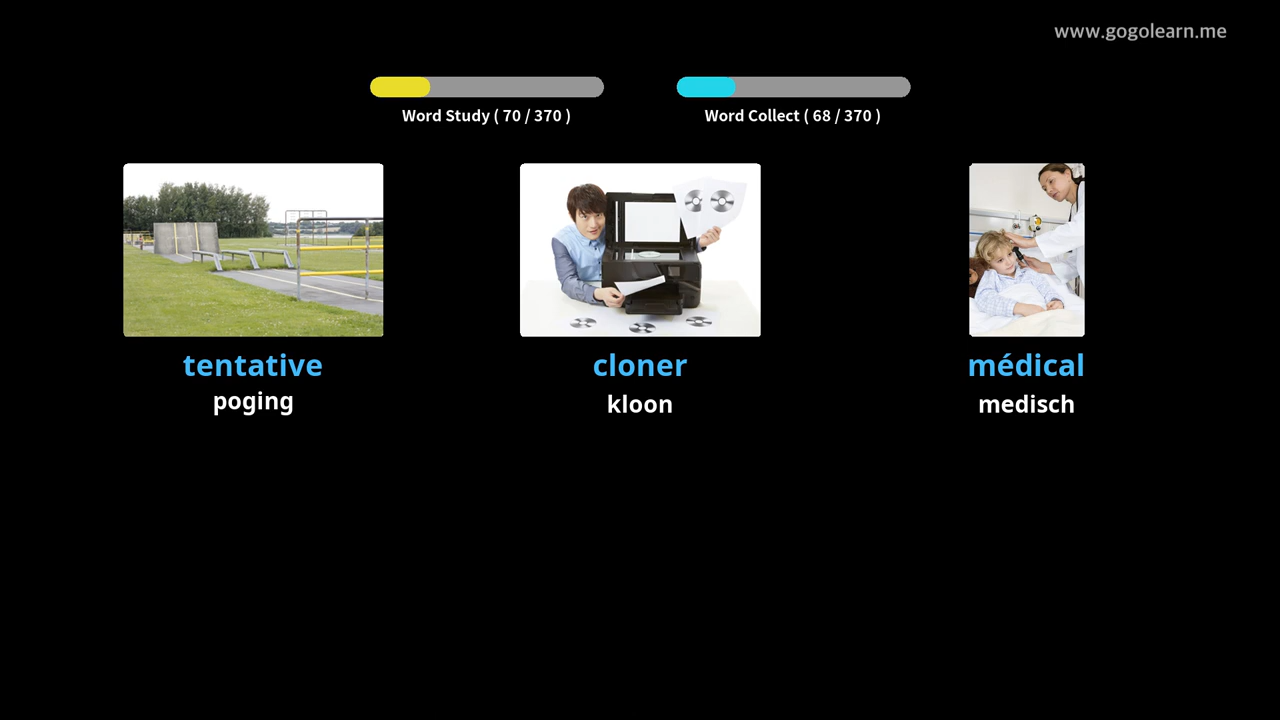 www.gogolearn.me
Word Study ( 70 / 370 )
Word Collect ( 68 / 370 )
tentative
poging
cloner
kloon
médical
medisch